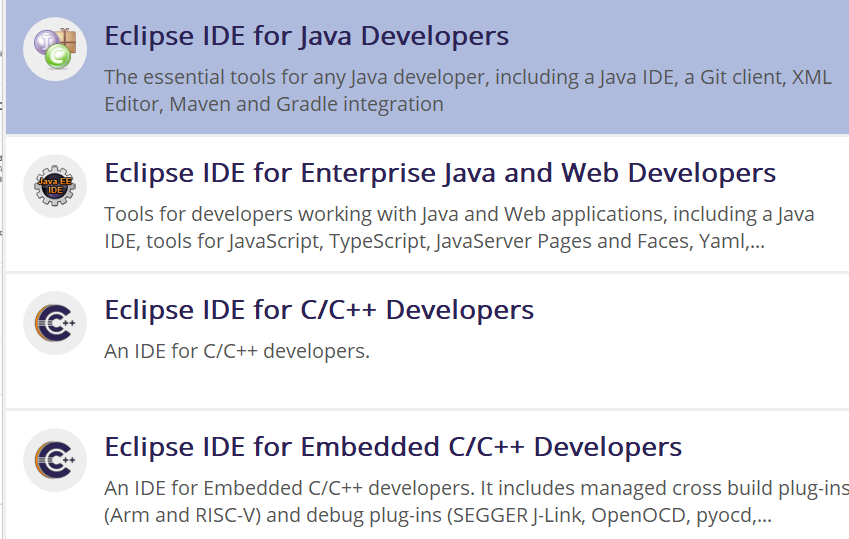 Eclipse IDE for Java Developers
The essential tools for any Java developer, including a Java IDE, a Git client, XML
Editor, Maven and Gradle integration
Java EE
IDE
Eclipse IDE for Enterprise Java and Web Developers
Tools for developers working with Java and Web applications, including a Java
IDE, tools for JavaScript, TypeScript, JavaServer Pages and Faces, Yaml,...
C++
Eclipse IDE for C/C++ Developers
An IDE for C/C++ developers.
C++
Eclipse IDE for Embedded C/C++ Developers
An IDE for Embedded C/C++ developers. It includes managed cross build plug-ins
(Arm and RISC-V) and debug plug-ins (SEGGER J-Link, OpenOCD, pyocd,...